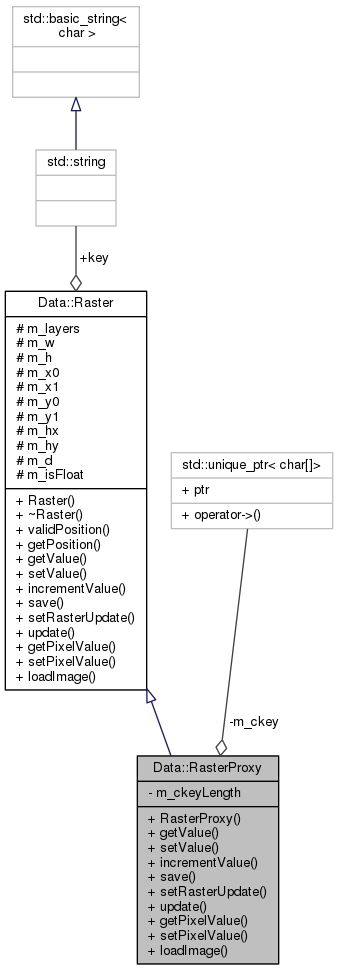 std::basic_string<
char >
std::string
+key
Data::Raster
# m_layers
# m_w
# m_h
# m_x0
# m_x1
# m_y0
# m_y1
# m_hx
# m_hy
# m_d
# m_isFloat
+ Raster()
+ ~Raster()
+ validPosition()
+ getPosition()
+ getValue()
+ setValue()
+ incrementValue()
+ save()
+ setRasterUpdate()
+ update()
+ getPixelValue()
+ setPixelValue()
+ loadImage()
std::unique_ptr< char[]>
+ ptr
+ operator->()
-m_ckey
Data::RasterProxy
- m_ckeyLength
+ RasterProxy()
+ getValue()
+ setValue()
+ incrementValue()
+ save()
+ setRasterUpdate()
+ update()
+ getPixelValue()
+ setPixelValue()
+ loadImage()